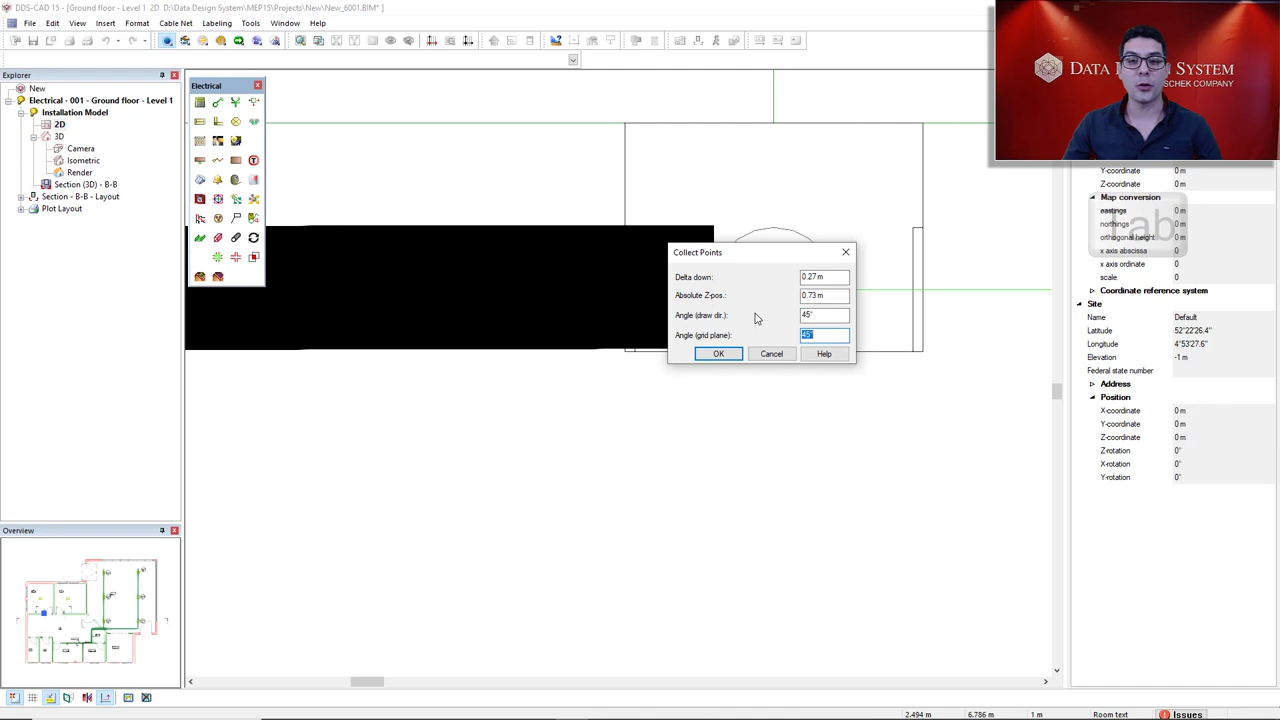 DDS-CAD 15 - [Ground floor - Level 1 2D D:\Data Design System\MEP15\Projects\New\New_6001.BIM*]
File Edit View Insert Format Cable Net Labeling Tools Window Help
Explorer
New
Electrical - 001 - Ground floor - Level 1
Installation Model
2D
3D
Camera
Isometric
Render
Section (3D) - B-B
Section - B-B - Layout
Plot Layout
Electrical
Collect Points
Delta down: 0.27 m
Absolute Z-pos.: 0.73 m
Angle (draw dir.): 45°
Angle (grid plane): 45°
OK Cancel Help
Y-coordinate 0 m
Z-coordinate 0 m
Map conversion
eastings 0 m
northings 0 m
orthogonal height 0 m
x axis abscissa 0
x axis ordinate 0
scale 0
Tab
Coordinate reference system
Site
Name Default
Latitude 52°22'26.4"
Longitude 4°53'27.6"
Elevation -1 m
Federal state number
Address
Position
X-coordinate 0 m
Y-coordinate 0 m
Z-coordinate 0 m
Z-rotation 0°
X-rotation 0°
Y-rotation 0°
Overview
2.494 m 6.786 m 1 m Room text Issues